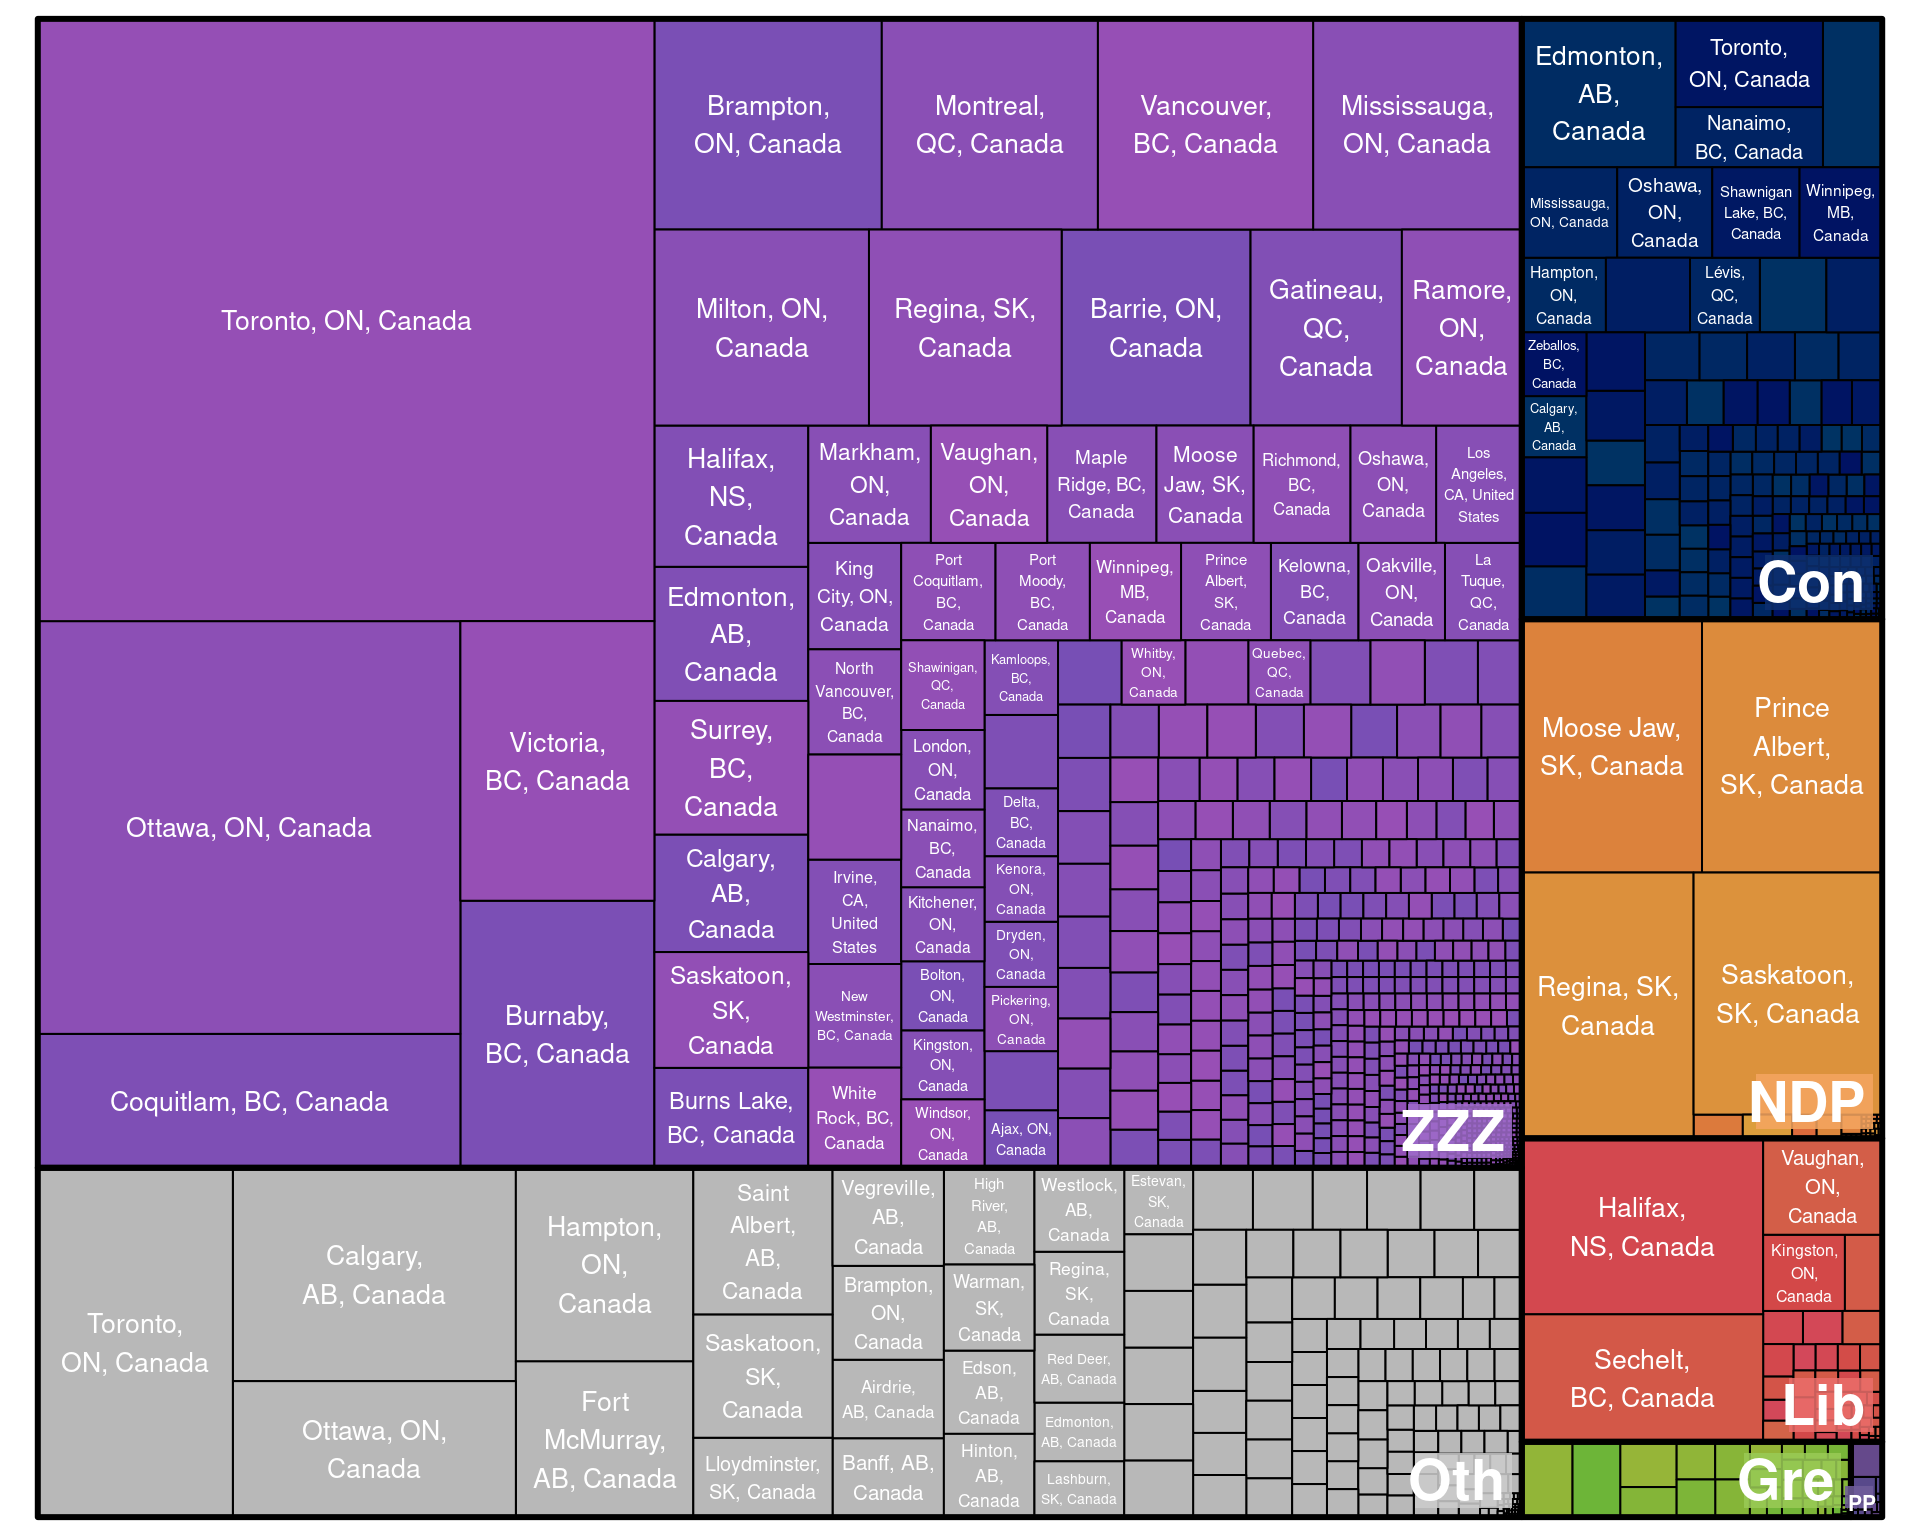 Toronto, ON, Canada
Ottawa, ON, Canada
Coquitlam, BC, Canada
Victoria,
BC, Canada
Burnaby,
BC, Canada
Brampton,
ON, Canada
Montreal,
QC, Canada
Vancouver,
BC, Canada
Mississauga,
ON, Canada
Milton, ON,
Canada
Regina, SK,
Canada
Barrie, ON,
Canada
Gatineau,
QC,
Canada
Ramore,
ON,
Canada
Halifax,
NS,
Canada
Edmonton,
AB,
Canada
Surrey,
BC,
Canada
Calgary,
AB,
Canada
Saskatoon,
SK,
Canada
Burns Lake,
BC, Canada
Markham,
ON,
Canada
Vaughan,
ON,
Canada
Maple
Ridge, BC,
Canada
Moose
Jaw, SK,
Canada
Richmond,
BC,
Canada
Oshawa,
ON,
Canada
Los
Angeles,
CA, United
States
King
City, ON,
Canada
North
Vancouver,
BC,
Canada
Irvine,
CA,
United
States
New
Westminster,
BC, Canada
White
Rock, BC,
Canada
Port
Coquitlam,
BC,
Canada
Port
Moody,
BC,
Canada
Winnipeg,
MB,
Canada
Prince
Albert,
SK,
Canada
Kelowna,
BC,
Canada
Oakville,
ON,
Canada
La
Tuque,
QC,
Canada
Shawinigan,
QC,
Canada
London,
ON,
Canada
Nanaimo,
BC,
Canada
Kitchener,
ON,
Canada
Bolton,
ON,
Canada
Kingston,
ON,
Canada
Windsor,
ON,
Canada
Kamloops,
BC,
Canada
Delta,
BC,
Canada
Kenora,
ON,
Canada
Dryden,
ON,
Canada
Pickering,
ON,
Canada
Ajax, ON,
Canada
Whitby,
ON,
Canada
Quebec,
QC,
Canada
ZZZ
Toronto,
ON, Canada
Calgary,
AB, Canada
Ottawa, ON,
Canada
Hampton,
ON,
Canada
Fort
McMurray,
AB, Canada
Saint
Albert,
AB,
Canada
Saskatoon,
SK,
Canada
Lloydminster,
SK, Canada
Vegreville,
AB,
Canada
Brampton,
ON,
Canada
Airdrie,
AB, Canada
Banff, AB,
Canada
High
River,
AB,
Canada
Warman,
SK,
Canada
Edson,
AB,
Canada
Hinton,
AB,
Canada
Westlock,
AB,
Canada
Regina,
SK,
Canada
Red Deer,
AB, Canada
Edmonton,
AB, Canada
Lashburn,
SK, Canada
Estevan,
SK,
Canada
Oth
Edmonton,
AB,
Canada
Toronto,
ON, Canada
Nanaimo,
BC, Canada
Mississauga,
ON, Canada
Oshawa,
ON,
Canada
Shawnigan
Lake, BC,
Canada
Winnipeg,
MB,
Canada
Hampton,
ON,
Canada
Lévis,
QC,
Canada
Zeballos,
BC,
Canada
Calgary,
AB,
Canada
Con
Moose Jaw,
SK, Canada
Prince
Albert,
SK, Canada
Regina, SK,
Canada
Saskatoon,
SK, Canada
NDP
Halifax,
NS, Canada
Sechelt,
BC, Canada
Vaughan,
ON,
Canada
Kingston,
ON,
Canada
Lib
Gre
PP